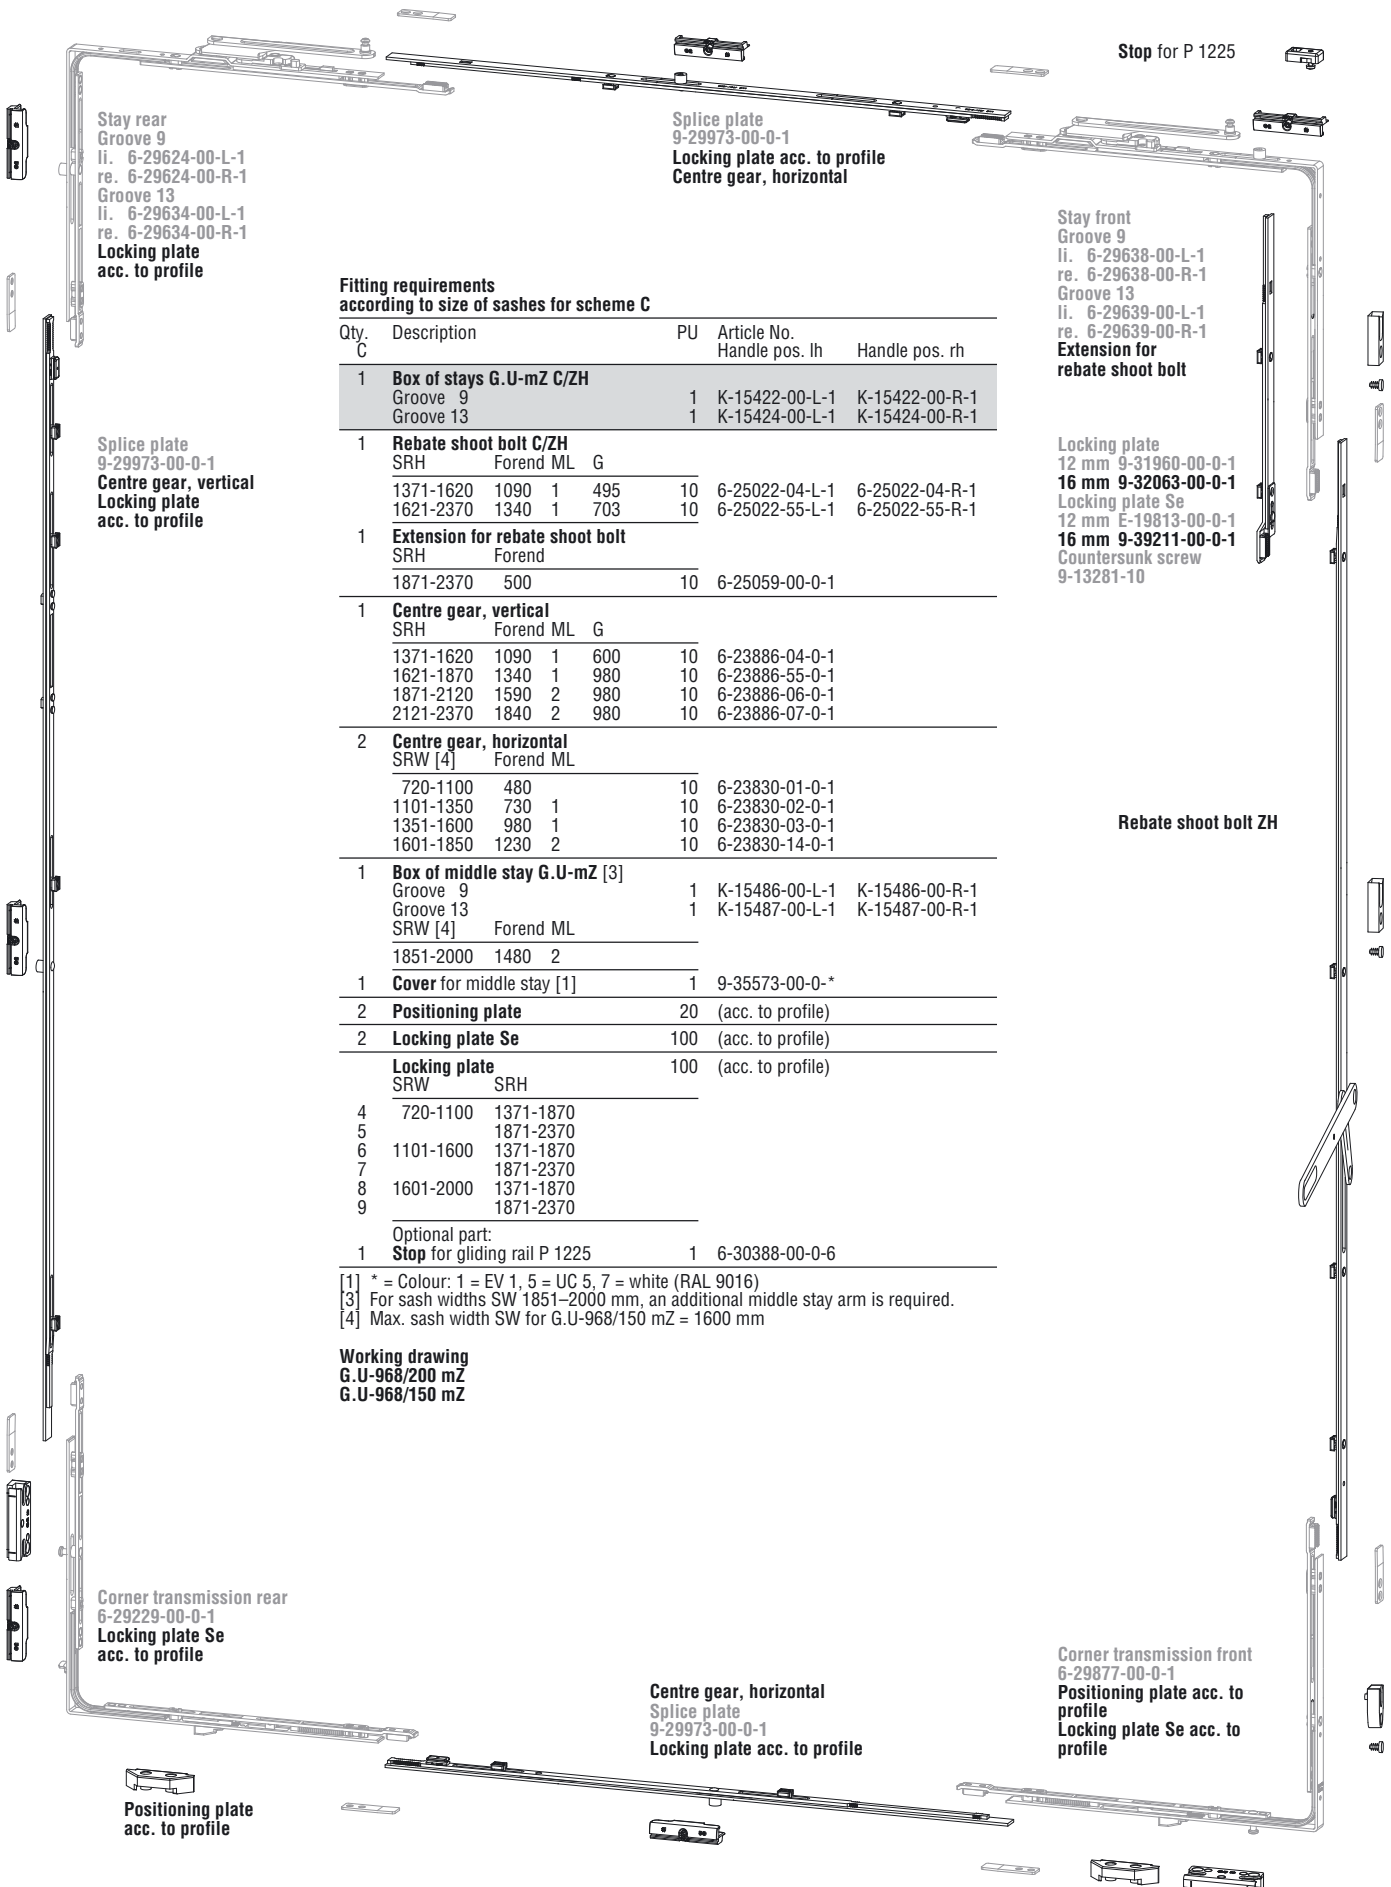 Stop for P 1225
Stay rear
Groove 9
li. 6-29624-00-L-1
re. 6-29624-00-R-1
Groove 13
li. 6-29634-00-L-1
re. 6-29634-00-R-1
Locking plate
acc. to profile
Splice plate
9-29973-00-0-1
Locking plate acc. to profile
Centre gear, horizontal
Stay front
Groove 9
li. 6-29638-00-L-1
re. 6-29638-00-R-1
Groove 13
li. 6-29639-00-L-1
re. 6-29639-00-R-1
Extension for
rebate shoot bolt
Splice plate
9-29973-00-0-1
Centre gear, vertical
Locking plate
acc. to profile
Locking plate
12 mm 9-31960-00-0-1
16 mm 9-32063-00-0-1
Locking plate Se
12 mm E-19813-00-0-1
16 mm 9-39211-00-0-1
Countersunk screw
9-13281-10
Rebate shoot bolt ZH
Fitting requirements
according to size of sashes for scheme C
Qty. Description PU Article No.
C Handle pos. lh Handle pos. rh
1 Box of stays G.U-mZ C/ZH
Groove 9 1 K-15422-00-L-1 K-15422-00-R-1
Groove 13 1 K-15424-00-L-1 K-15424-00-R-1
1 Rebate shoot bolt C/ZH
SRH Forend ML G
1371-1620 1090 1 495 10 6-25022-04-L-1 6-25022-04-R-1
1621-2370 1340 1 703 10 6-25022-55-L-1 6-25022-55-R-1
1 Extension for rebate shoot bolt
SRH Forend
1871-2370 500 10 6-25059-00-0-1
1 Centre gear, vertical
SRH Forend ML G
1371-1620 1090 1 600 10 6-23886-04-0-1
1621-1870 1340 1 980 10 6-23886-55-0-1
1871-2120 1590 2 980 10 6-23886-06-0-1
2121-2370 1840 2 980 10 6-23886-07-0-1
2 Centre gear, horizontal
SRW [4] Forend ML
720-1100 480 10 6-23830-01-0-1
1101-1350 730 1 10 6-23830-02-0-1
1351-1600 980 1 10 6-23830-03-0-1
1601-1850 1230 2 10 6-23830-14-0-1
1 Box of middle stay G.U-mZ [3]
Groove 9 1 K-15486-00-L-1 K-15486-00-R-1
Groove 13 1 K-15487-00-L-1 K-15487-00-R-1
SRW [4] Forend ML
1851-2000 1480 2
1 Cover for middle stay [1] 1 9-35573-00-0-*
2 Positioning plate 20 (acc. to profile)
2 Locking plate Se 100 (acc. to profile)
Locking plate 100 (acc. to profile)
SRW SRH
4 720-1100 1371-1870
5 1871-2370
6 1101-1600 1371-1870
7 1871-2370
8 1601-2000 1371-1870
9 1871-2370
Optional part:
1 Stop for gliding rail P 1225 1 6-30388-00-0-6
[1] * = Colour: 1 = EV 1, 5 = UC 5, 7 = white (RAL 9016)
[3] For sash widths SW 1851–2000 mm, an additional middle stay arm is required.
[4] Max. sash width SW for G.U-968/150 mZ = 1600 mm
Working drawing
G.U-968/200 mZ
G.U-968/150 mZ
Corner transmission rear
6-29229-00-0-1
Locking plate Se
acc. to profile
Centre gear, horizontal
Splice plate
9-29973-00-0-1
Locking plate acc. to profile
Corner transmission front
6-29877-00-0-1
Positioning plate acc. to
profile
Locking plate Se acc. to
profile
Positioning plate
acc. to profile